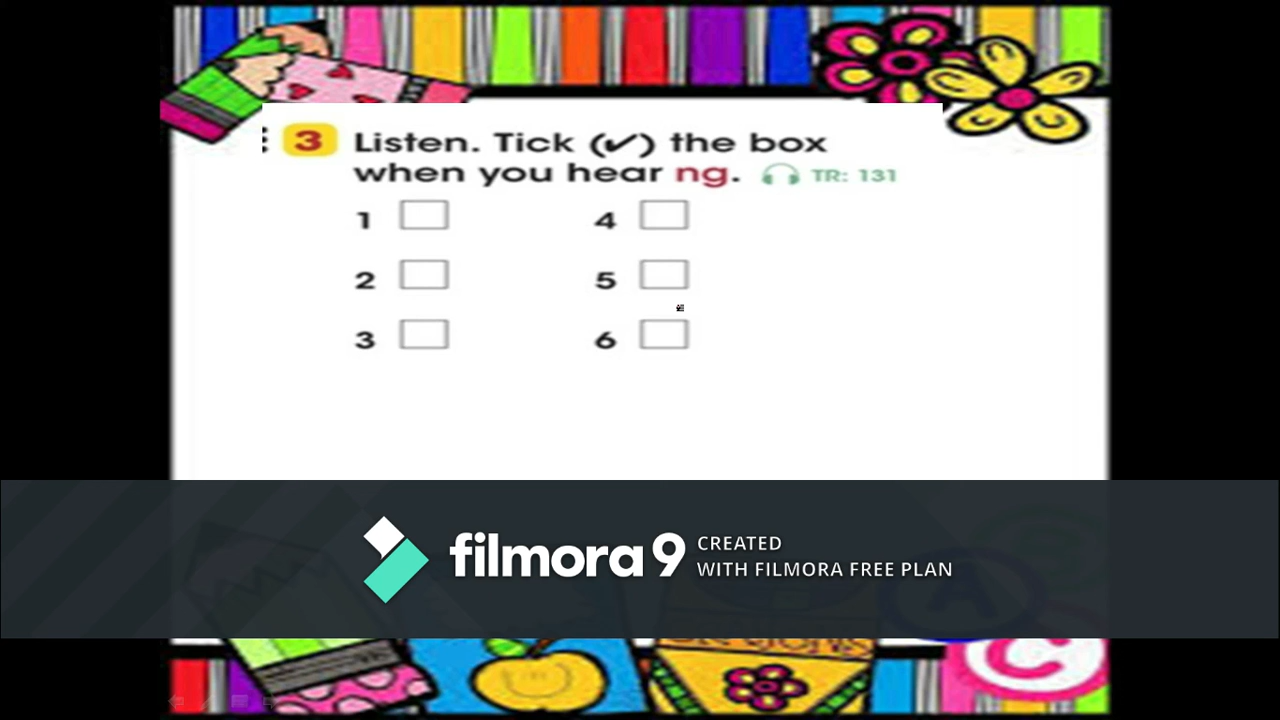 3 Listen. Tick (✔) the box
when you hear ng. TR: 131
1 4
2 5
3 6
filmora 9 CREATED
WITH FILMORA FREE PLAN